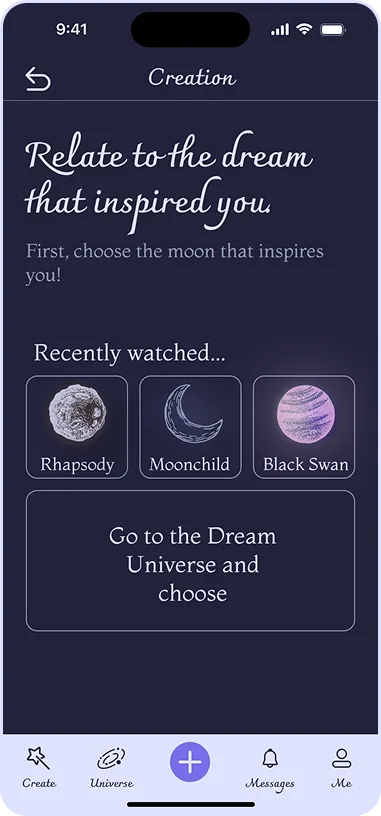 9:41
Creation
Relate to the dream
that inspired you.
First, choose the moon that inspires
you!
Recently watched...
Rhapsody
Moonchild
Black Swan
Go to the Dream
Universe and
choose
Create
Universe
Messages
Me